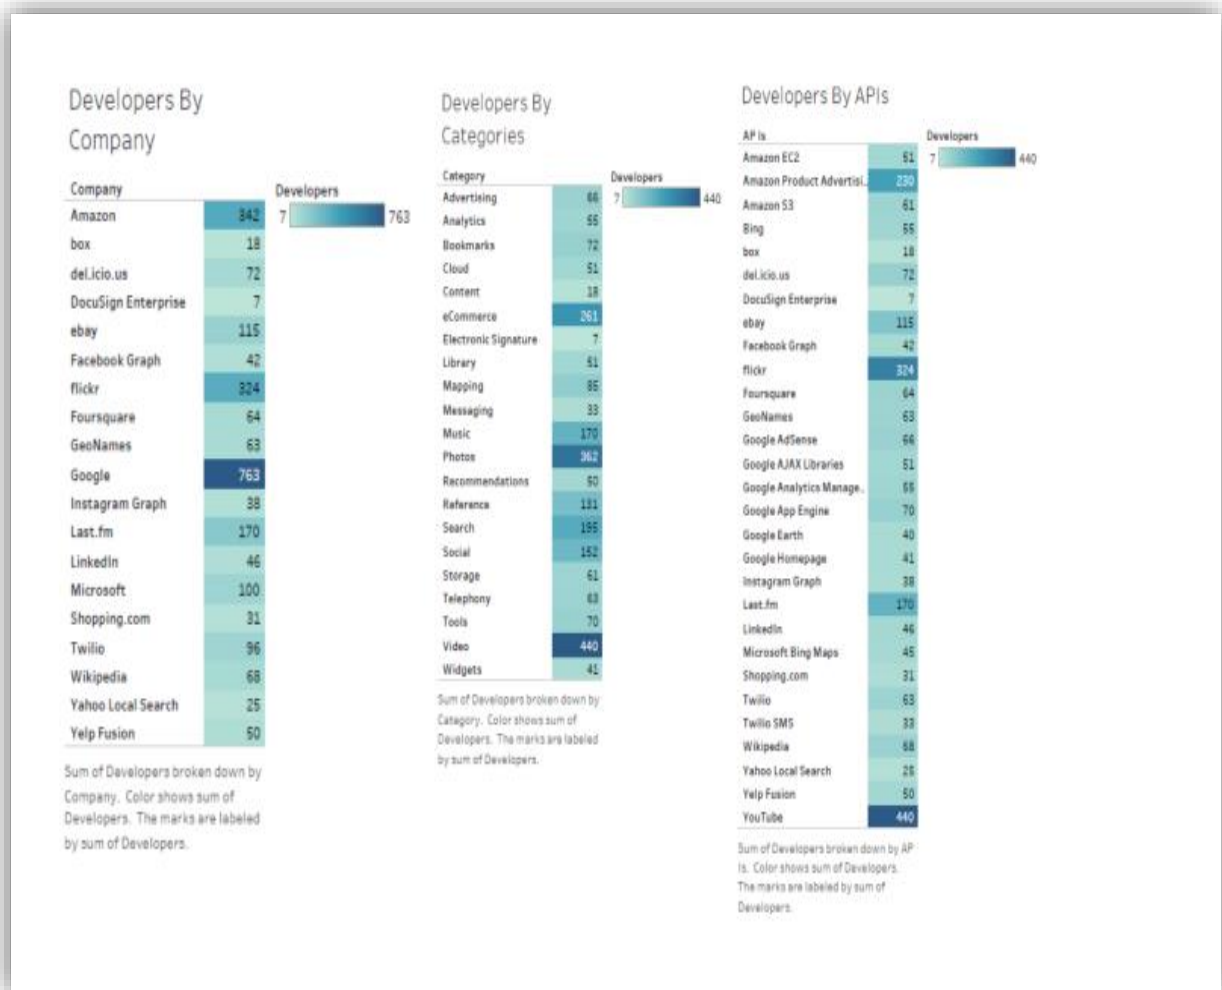 Developers By
Company
Company
Amazon 342
box 18
del.icio.us 72
DocuSign Enterprise 7
ebay 115
Facebook Graph 42
flickr 324
Foursquare 64
GeoNames 63
Google 763
Instagram Graph 38
Last.fm 170
LinkedIn 46
Microsoft 100
Shopping.com 31
Twilio 96
Wikipedia 68
Yahoo Local Search 25
Yelp Fusion 50
Developers
7 763
Sum of Developers broken down by
Company. Color shows sum of
Developers. The marks are labeled
by sum of Developers.
Developers By
Categories
Category
Advertising 66
Analytics 55
Bookmarks 72
Cloud 51
Content 18
eCommerce 261
Electronic Signature 7
Library 51
Mapping 85
Messaging 33
Music 170
Photos 362
Recommendations 50
Reference 131
Search 195
Social 152
Storage 61
Telephony 63
Tools 70
Video 440
Widgets 41
Developers
7 440
Sum of Developers broken down by
Category. Color shows sum of
Developers. The marks are labeled
by sum of Developers.
Developers By APIs
AP Is
Amazon EC2 51
Amazon Product Advertisi.. 230
Amazon S3 61
Bing 55
box 18
del.icio.us 72
DocuSign Enterprise 7
ebay 115
Facebook Graph 42
flickr 324
Foursquare 64
GeoNames 63
Google AdSense 66
Google AJAX Libraries 51
Google Analytics Manage.. 55
Google App Engine 70
Google Earth 40
Google Homepage 41
Instagram Graph 38
Last.fm 170
LinkedIn 46
Microsoft Bing Maps 45
Shopping.com 31
Twilio 63
Twilio SMS 33
Wikipedia 68
Yahoo Local Search 25
Yelp Fusion 50
YouTube 440
Developers
7 440
Sum of Developers broken down by AP
Is. Color shows sum of Developers.
The marks are labeled by sum of
Developers.